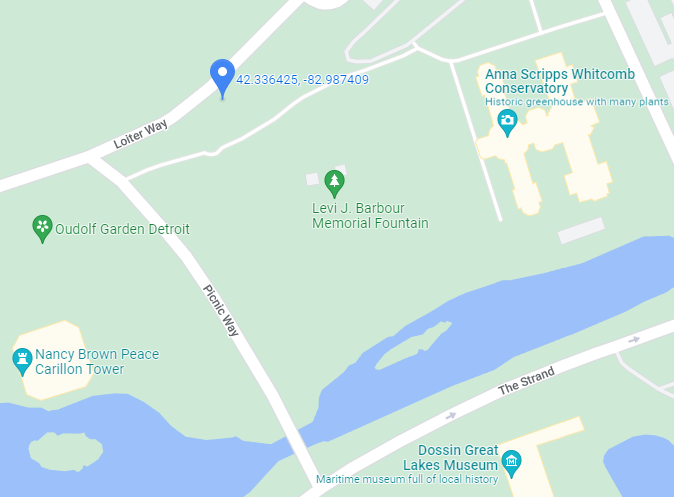 42.336425, -82.987409
Anna Scripps Whitcomb
Conservatory
Historic greenhouse with many plants
Loiter Way
Levi J. Barbour
Memorial Fountain
Oudolf Garden Detroit
Picnic Way
Nancy Brown Peace
Carillon Tower
The Strand
Dossin Great
Lakes Museum
Maritime museum full of local history